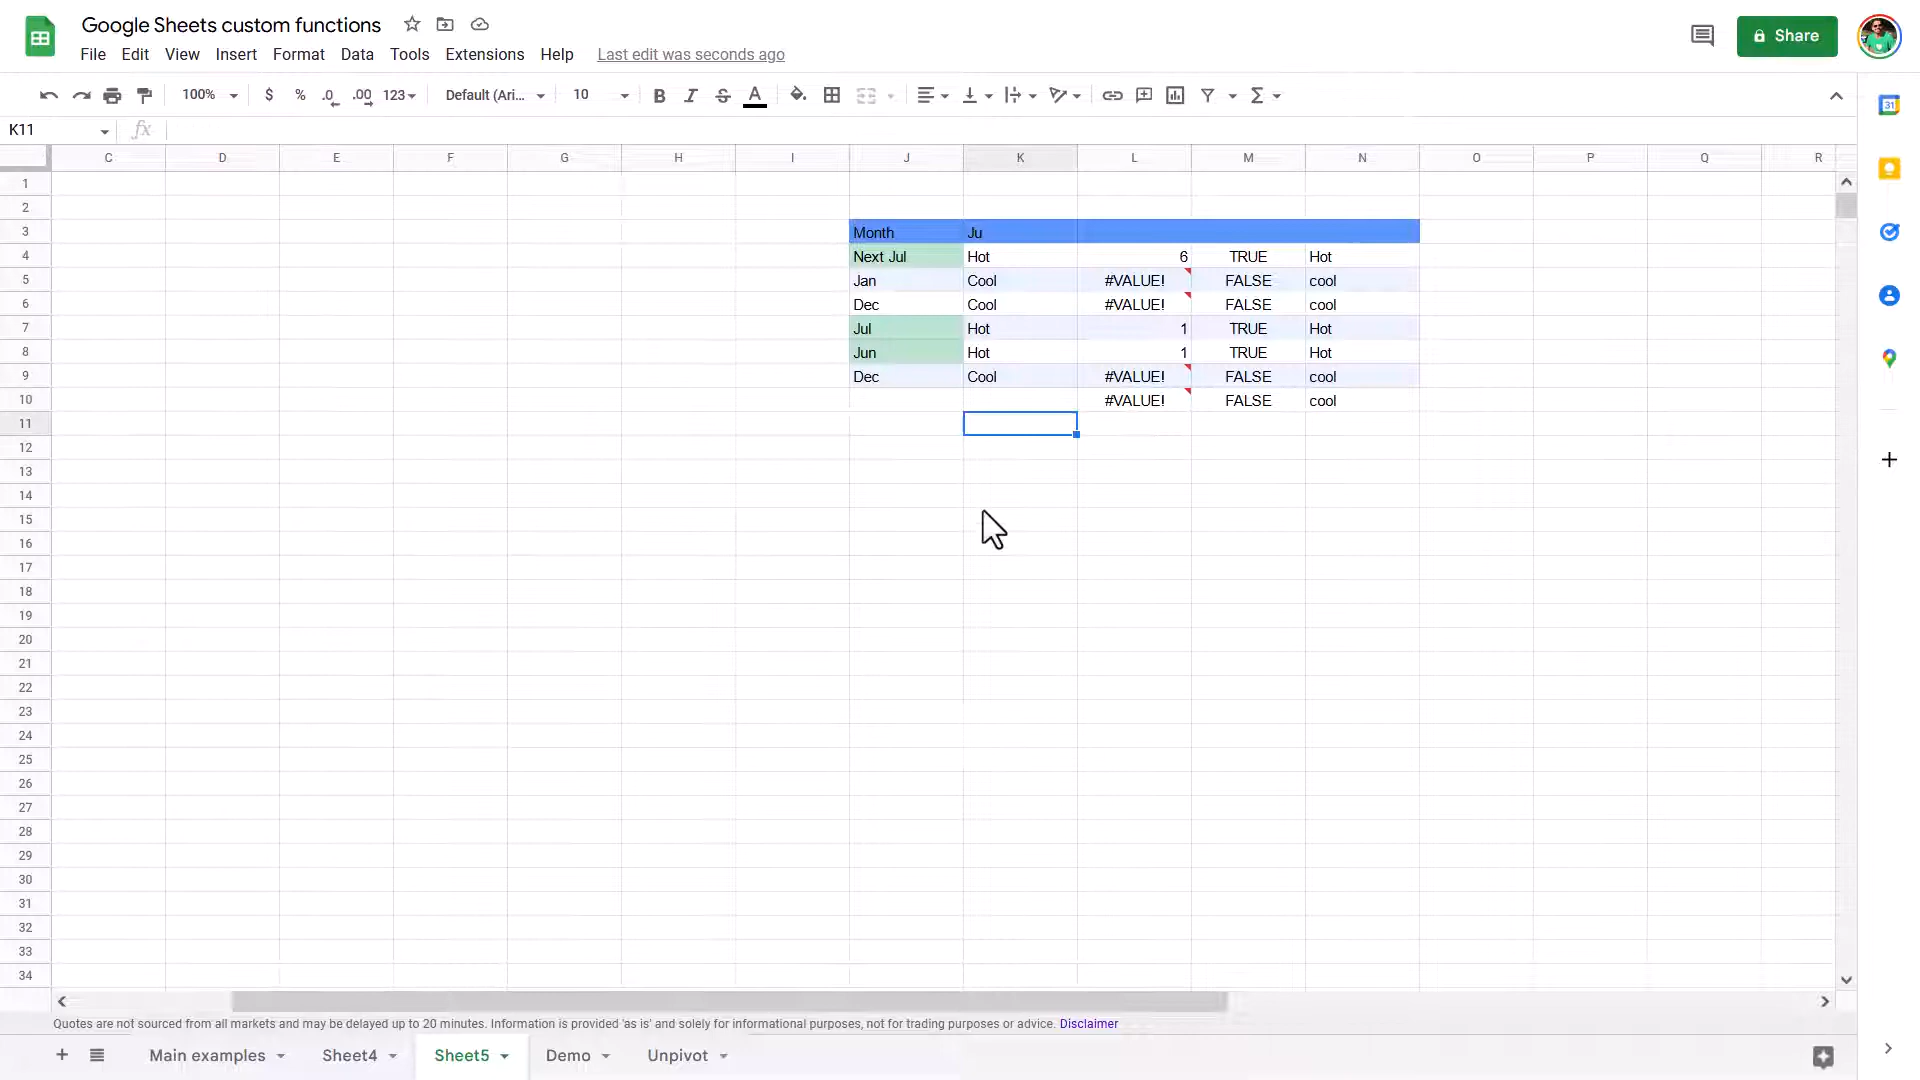 Google Sheets custom functions
File Edit View Insert Format Data Tools Extensions Help Last edit was seconds ago
Share
100% $ % .0 .00 123 Default (Ari... 10 B I S A Σ
31
K11 fx
C D E F G H I J K L M N O P Q R
1
2
3 Month Ju
4 Next Jul Hot 6 TRUE Hot
5 Jan Cool #VALUE! FALSE cool
6 Dec Cool #VALUE! FALSE cool
7 Jul Hot 1 TRUE Hot
8 Jun Hot 1 TRUE Hot
9 Dec Cool #VALUE! FALSE cool
10 #VALUE! FALSE cool
11
12
13
14
15
16
17
18
19
20
21
22
23
24
25
26
27
28
29
30
31
32
33
34
Quotes are not sourced from all markets and may be delayed up to 20 minutes. Information is provided 'as is' and solely for informational purposes, not for trading purposes or advice. Disclaimer
+ Main examples Sheet4 Sheet5 Demo Unpivot